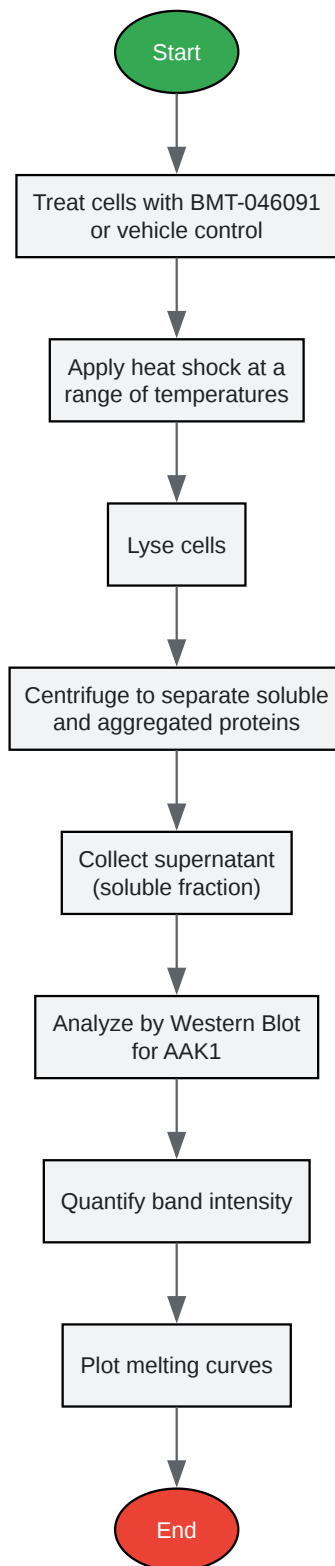 Start
Treat cells with BMT-046091
or vehicle control
Apply heat shock at a
range of temperatures
Lyse cells
Centrifuge to separate soluble
and aggregated proteins
Collect supernatant
(soluble fraction)
Analyze by Western Blot
for AAK1
Quantify band intensity
Plot melting curves
End